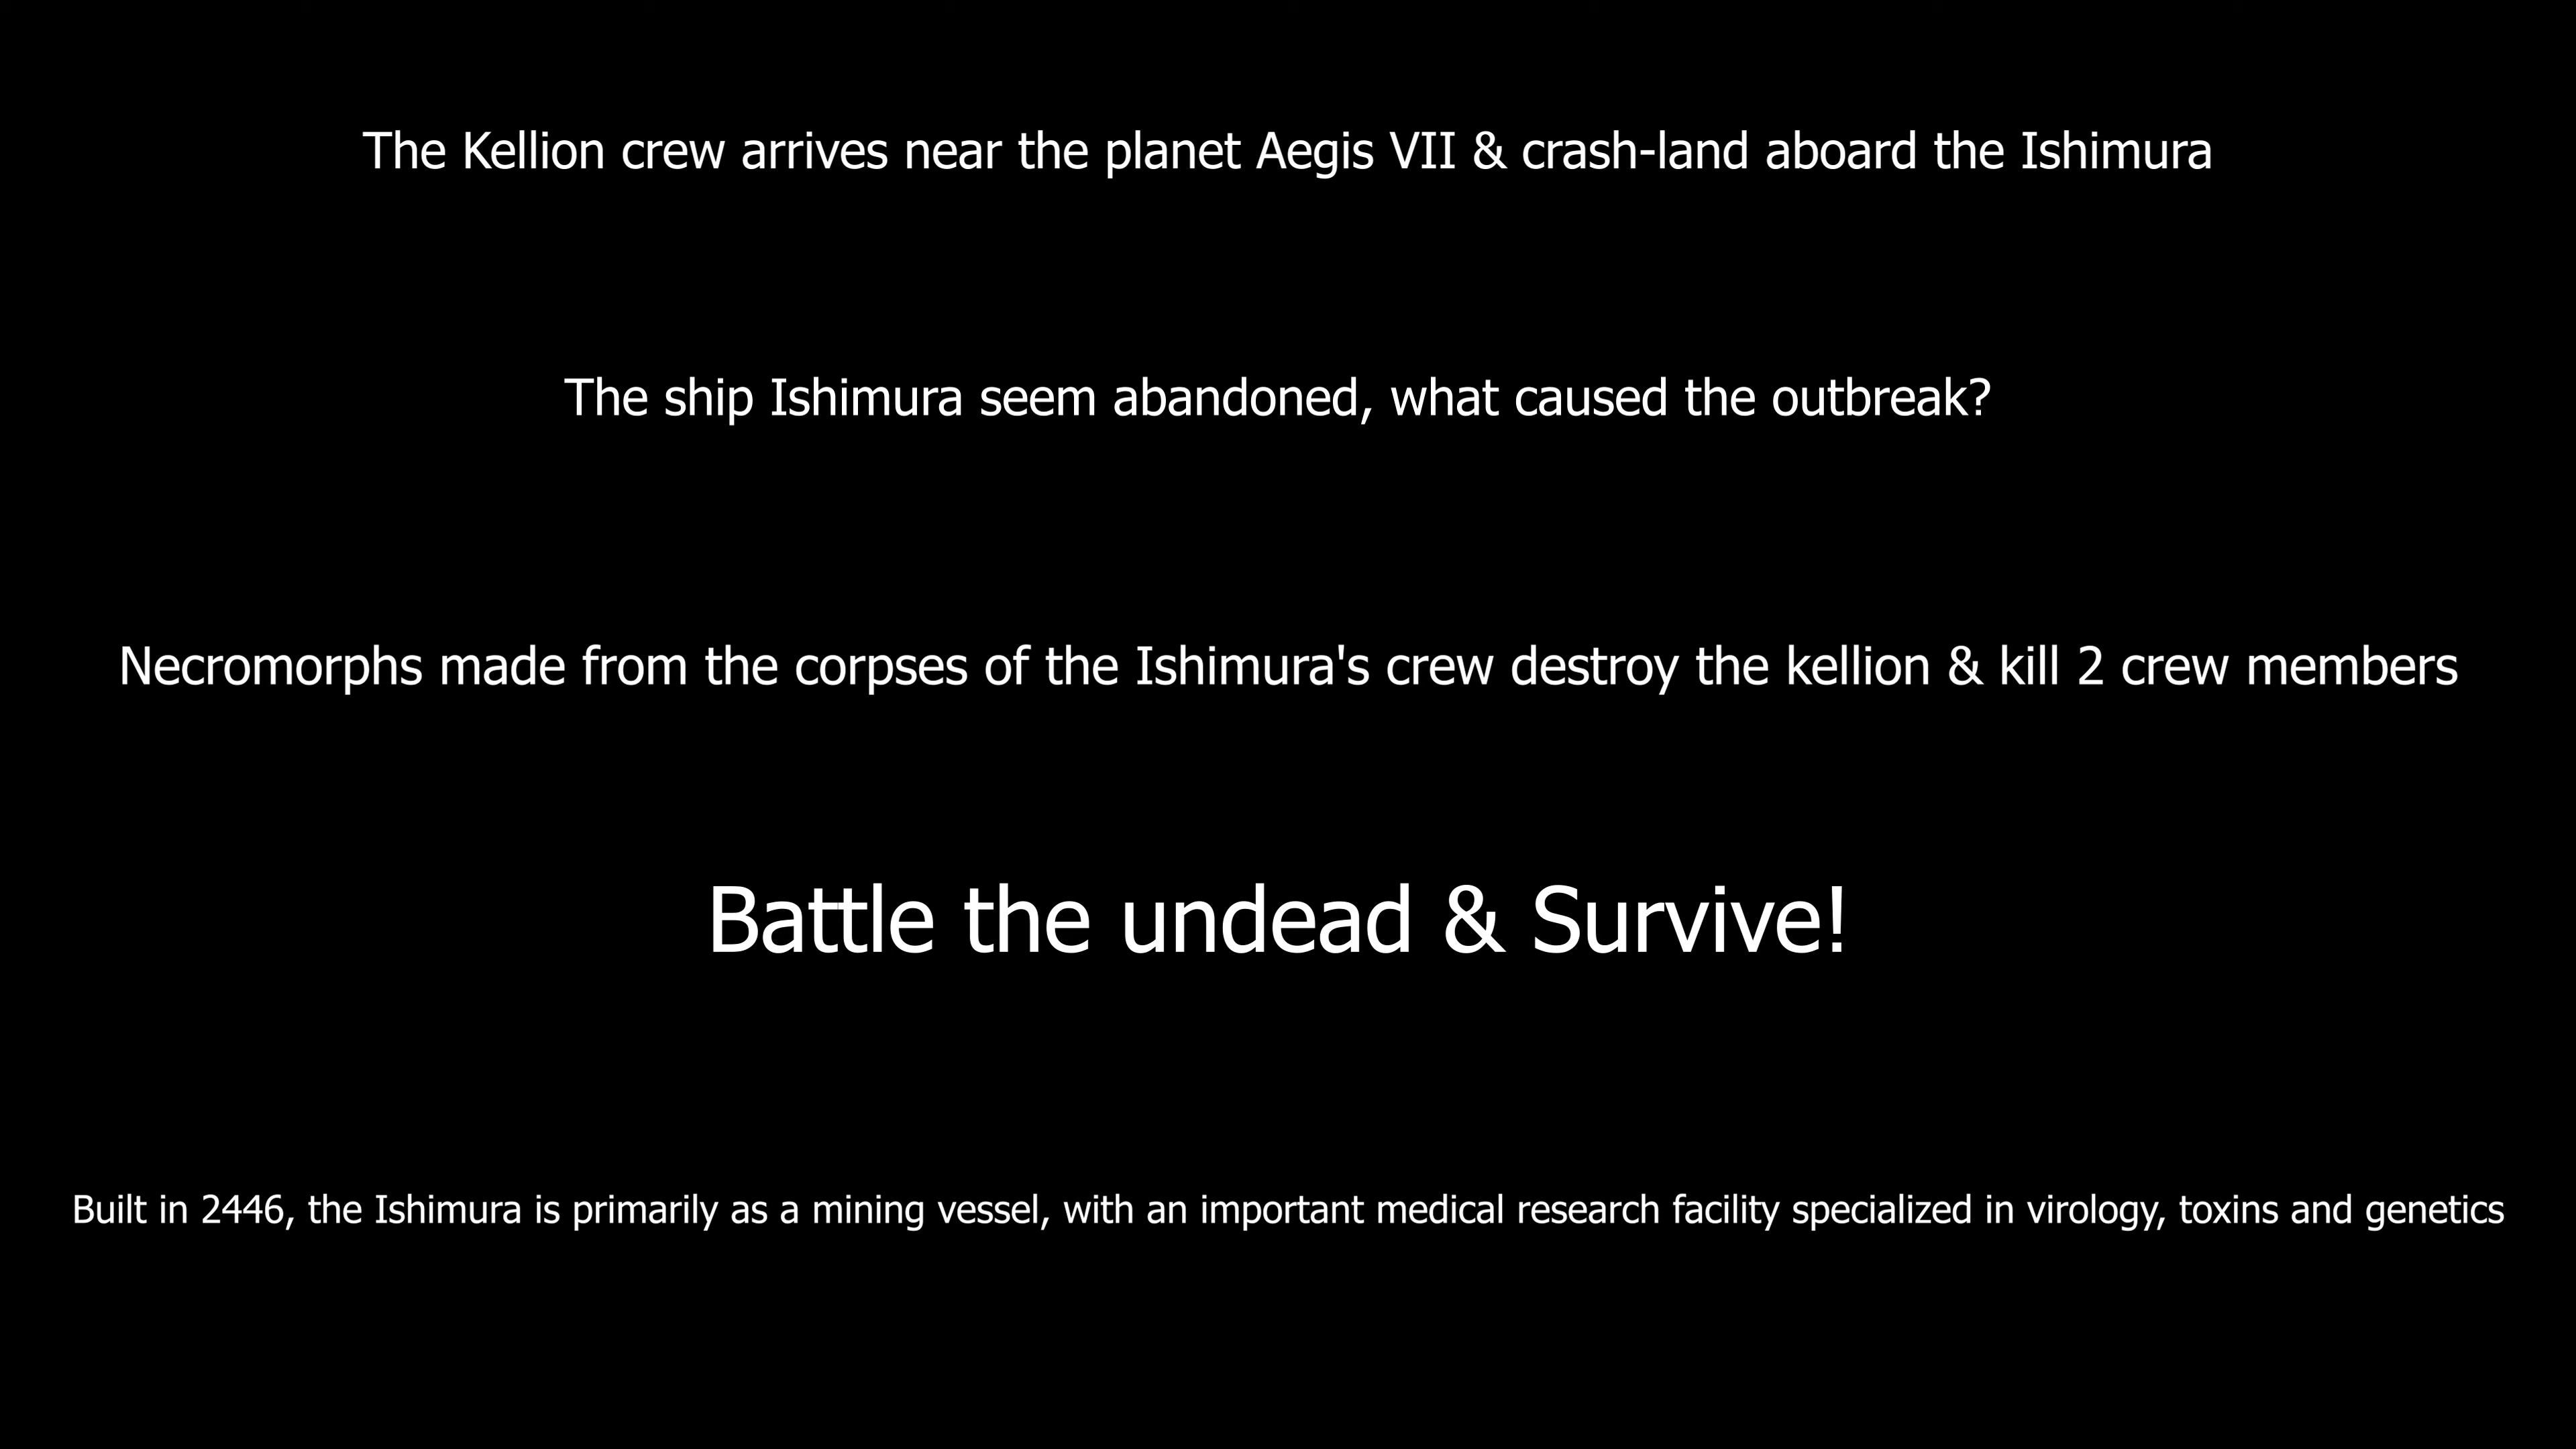 The Kellion crew arrives near the planet Aegis VII & crash-land aboard the Ishimura
The ship Ishimura seem abandoned, what caused the outbreak?
Necromorphs made from the corpses of the Ishimura's crew destroy the kellion & kill 2 crew members
Battle the undead & Survive!
Built in 2446, the Ishimura is primarily as a mining vessel, with an important medical research facility specialized in virology, toxins and genetics